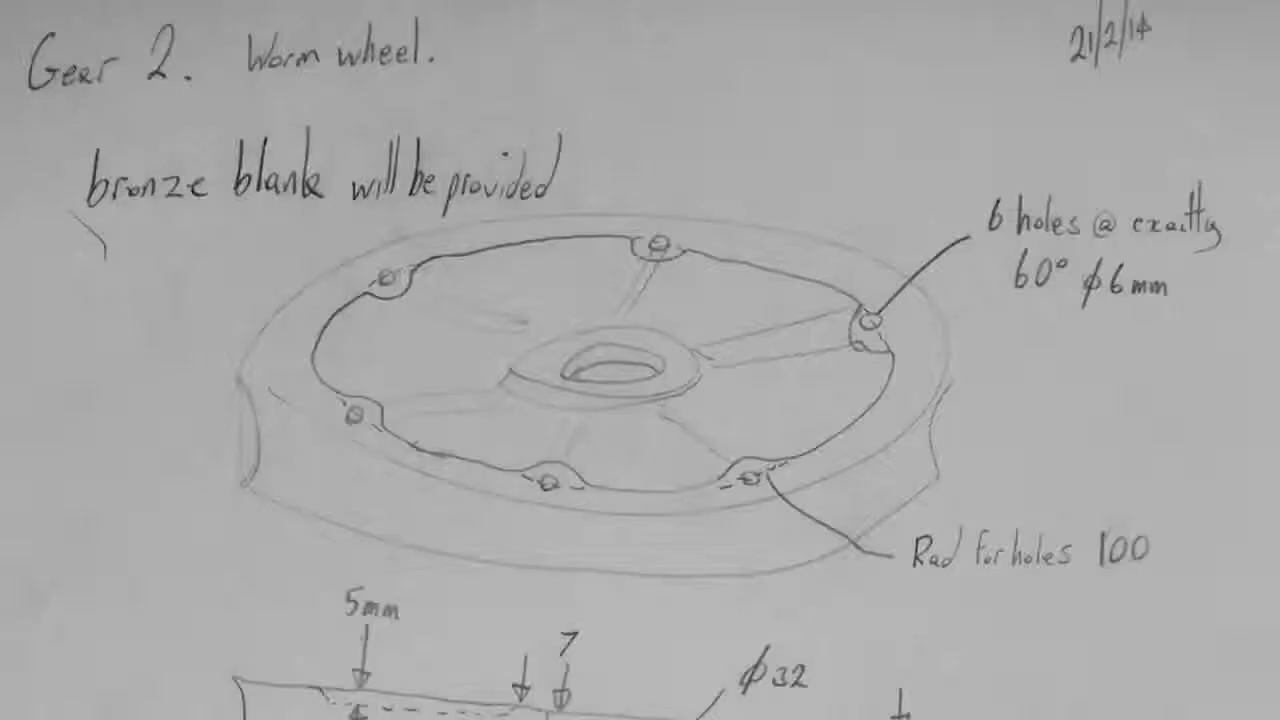 Gear 2. Worm wheel.
21/2/14
bronze blank will be provided
6 holes @ exactly
60° φ6mm
Rad for holes 100
5mm
7
φ32